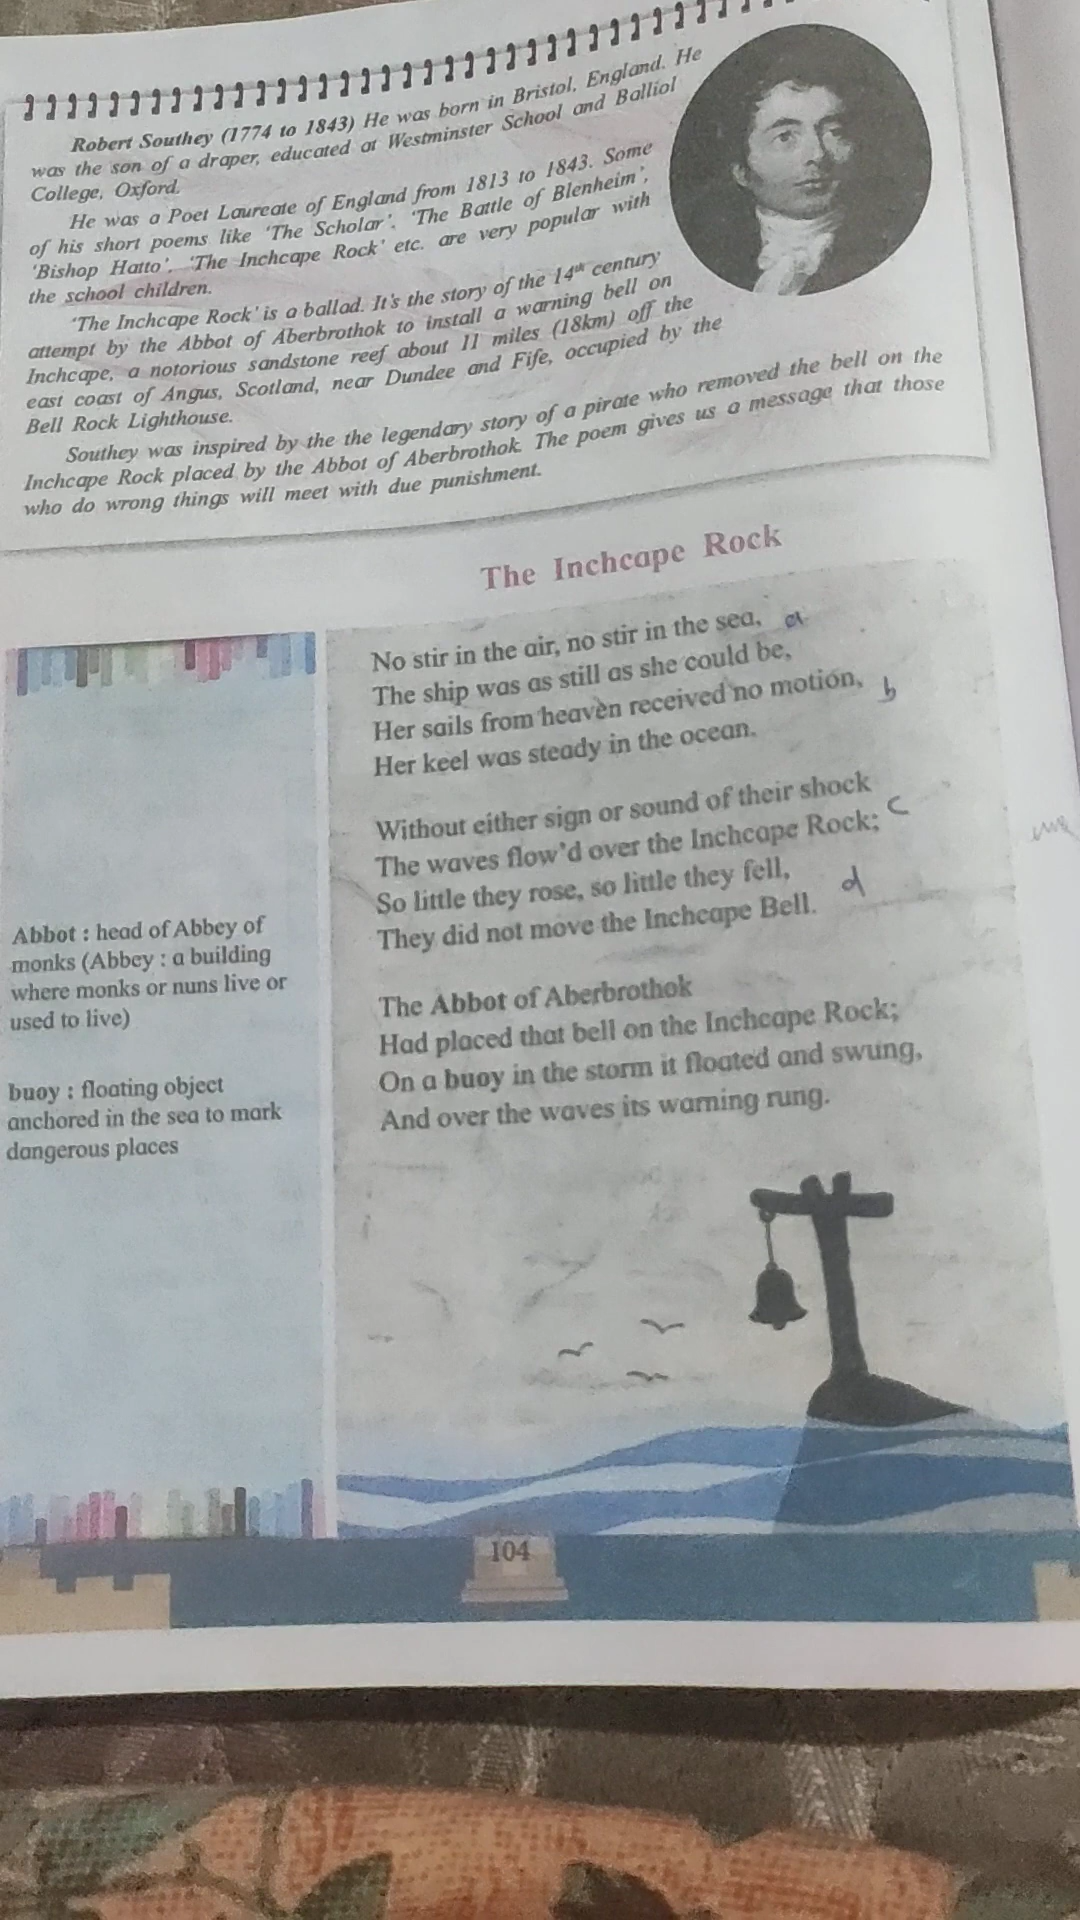 Robert Southey (1774 to 1843) He was born in Bristol, England. He
was the son of a draper, educated at Westminster School and Balliol
College, Oxford.
He was a Poet Laureate of England from 1813 to 1843. Some
of his short poems like 'The Scholar', 'The Battle of Blenheim',
'Bishop Hatto', 'The Inchcape Rock' etc. are very popular with
the school children.
'The Inchcape Rock' is a ballad. It's the story of the 14th century
attempt by the Abbot of Aberbrothok to install a warning bell on
Inchcape, a notorious sandstone reef about 11 miles (18km) off the
east coast of Angus, Scotland, near Dundee and Fife, occupied by the
Bell Rock Lighthouse.
Southey was inspired by the the legendary story of a pirate who removed the bell on the
Inchcape Rock placed by the Abbot of Aberbrothok. The poem gives us a message that those
who do wrong things will meet with due punishment.
The Inchcape Rock
No stir in the air, no stir in the sea, a
The ship was as still as she could be,
Her sails from heaven received no motion, b
Her keel was steady in the ocean.
Without either sign or sound of their shock
The waves flow'd over the Inchcape Rock; c
So little they rose, so little they fell,
They did not move the Inchcape Bell. d
The Abbot of Aberbrothok
Had placed that bell on the Inchcape Rock;
On a buoy in the storm it floated and swung,
And over the waves its warning rung.
Abbot : head of Abbey of
monks (Abbey : a building
where monks or nuns live or
used to live)
buoy : floating object
anchored in the sea to mark
dangerous places
104